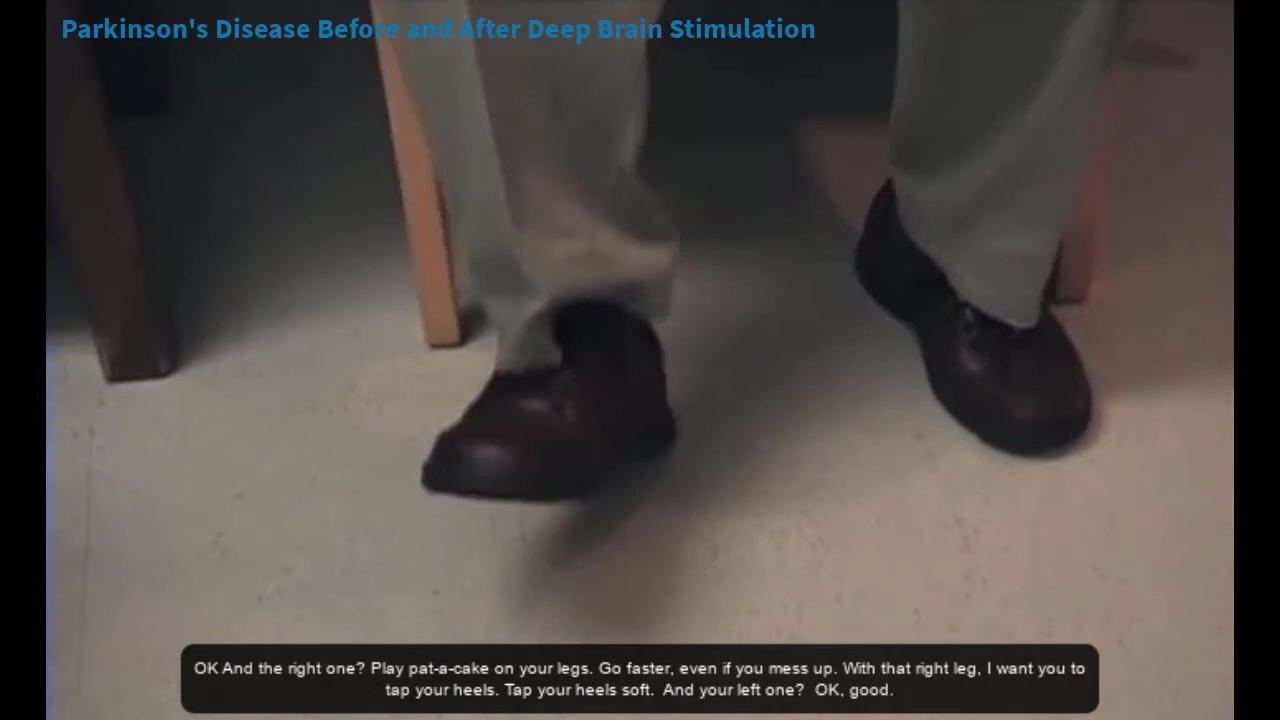 Parkinson's Disease Before and After Deep Brain Stimulation
OK And the right one? Play pat-a-cake on your legs. Go faster, even if you mess up. With that right leg, I want you to
tap your heels. Tap your heels soft.  And your left one?  OK, good.